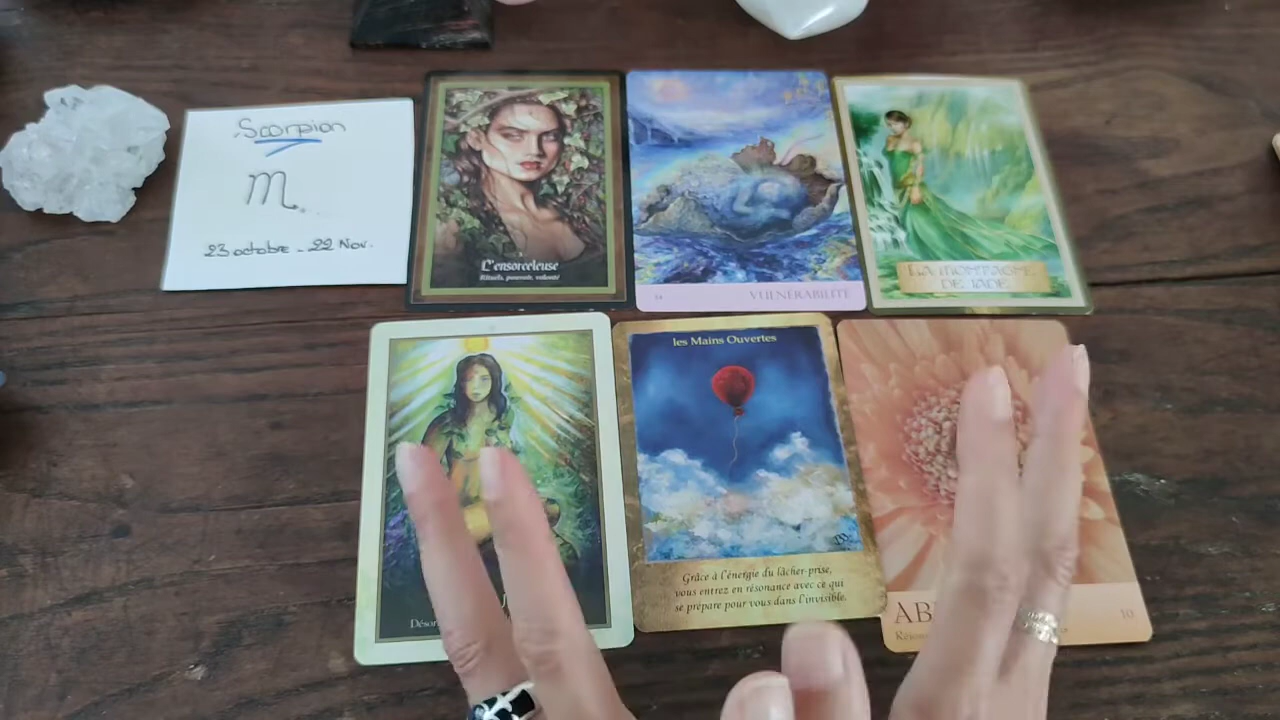 Scorpion
♏
23 octobre - 22 Nov.
L'ensorceleuse
Rituels, pouvoir, volonté
VULNÉRABILITÉ
LA MONTAGNE
DE JADE
les Mains Ouvertes
Grâce à l'énergie du lâcher-prise,
vous entrez en résonance avec ce qui
se prépare pour vous dans l'invisible.
AB
10